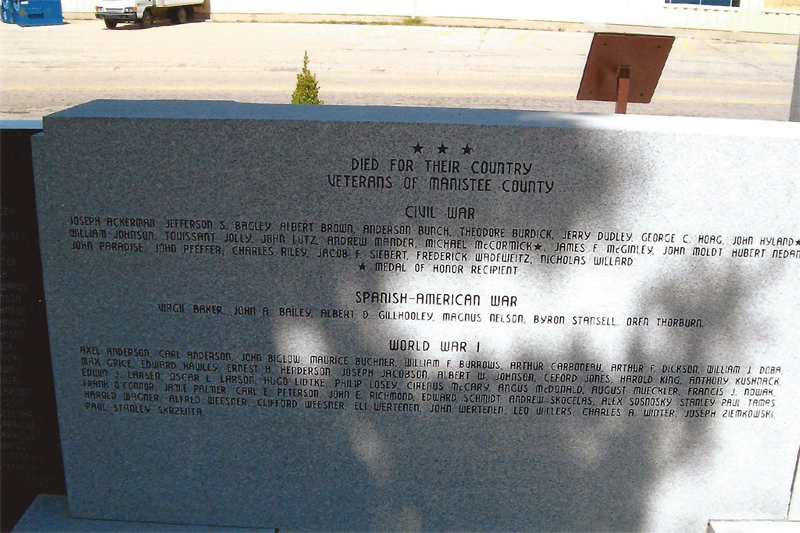 ★ ★ ★
DIED FOR THEIR COUNTRY
VETERANS OF MANISTEE COUNTY
CIVIL WAR
JOSEPH ACKERMAN, JEFFERSON S. BAGLEY, ALBERT BROWN, ANDERSON BUNCH, THEODORE BURDICK, JERRY DUDLEY, GEORGE C. HOAG, JOHN HYLAND★
WILLIAM JOHNSON, TOUISSANT JOLLY, JOHN LUTZ, ANDREW MANDER, MICHAEL McCORMICK★, JAMES F. McGINLEY, JOHN MOLDT HUBERT NEDAN
JOHN PARADISE, JOHN PFEFFER, CHARLES RILEY, JACOB F. SIEBERT, FREDERICK WADEWEITZ, NICHOLAS WILLARD
★ MEDAL OF HONOR RECIPIENT
SPANISH-AMERICAN WAR
VIRGIL BAKER, JOHN A. BAILEY, ALBERT D. GILLHOOLEY, MAGNUS NELSON, BYRON STANSELL, OREN THORBURN,
WORLD WAR I
AXEL ANDERSON, CARL ANDERSON, JOHN BIGLOW, MAURICE BUCHNER, WILLIAM F. BURROWS, ARTHUR CARBONEAU, ARTHUR F. DICKSON, WILLIAM J. DOBA,
MAX GRICE, EDWARD HAWLEY, ERNEST H. HENDERSON, JOSEPH JACOBSON, ALBERT W. JOHNSON, CEFORD JONES, HAROLD KING, ANTHONY KUSHNACK,
EDWIN J. LARSEN, OSCAR L. LARSON, HUGO LIDTKE, PHILIP LOSEY, CIRENUS McCARY, ANGUS McDONALD, AUGUST MUECKLER, FRANCIS J. NOWAK,
FRANK O'CONNOR, JAMIE PALMER, CARL E. PETERSON, JOHN E. RICHMOND, EDWARD SCHMIDT, ANDREW SKOCELAS, ALEX SOSNOSKY, STANLEY PAUL TAMAS,
HAROLD WAGNER, ALFRED WEESNER, CLIFFORD WEESNER, ELI WERTENEN, JOHN WERTENEN, LEO WILLERS, CHARLES A. WINTER, JOSEPH ZIEMKOWSKI,
PAUL STANLEY SKRZENTA